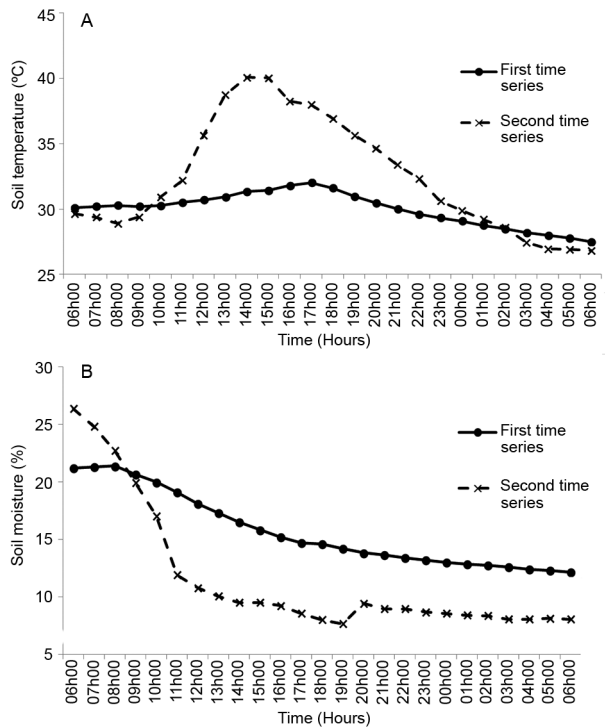 A
45
40
35
30
25
Soil temperature (ºC)
First time
series
Second time
series
06h00
07h00
08h00
09h00
10h00
11h00
12h00
13h00
14h00
15h00
16h00
17h00
18h00
19h00
20h00
21h00
22h00
23h00
00h00
01h00
02h00
03h00
04h00
05h00
06h00
Time (Hours)
B
30
25
20
15
10
5
Soil moisture (%)
First time
series
Second time
series
06h00
07h00
08h00
09h00
10h00
11h00
12h00
13h00
14h00
15h00
16h00
17h00
18h00
19h00
20h00
21h00
22h00
23h00
00h00
01h00
02h00
03h00
04h00
05h00
06h00
Time (Hours)